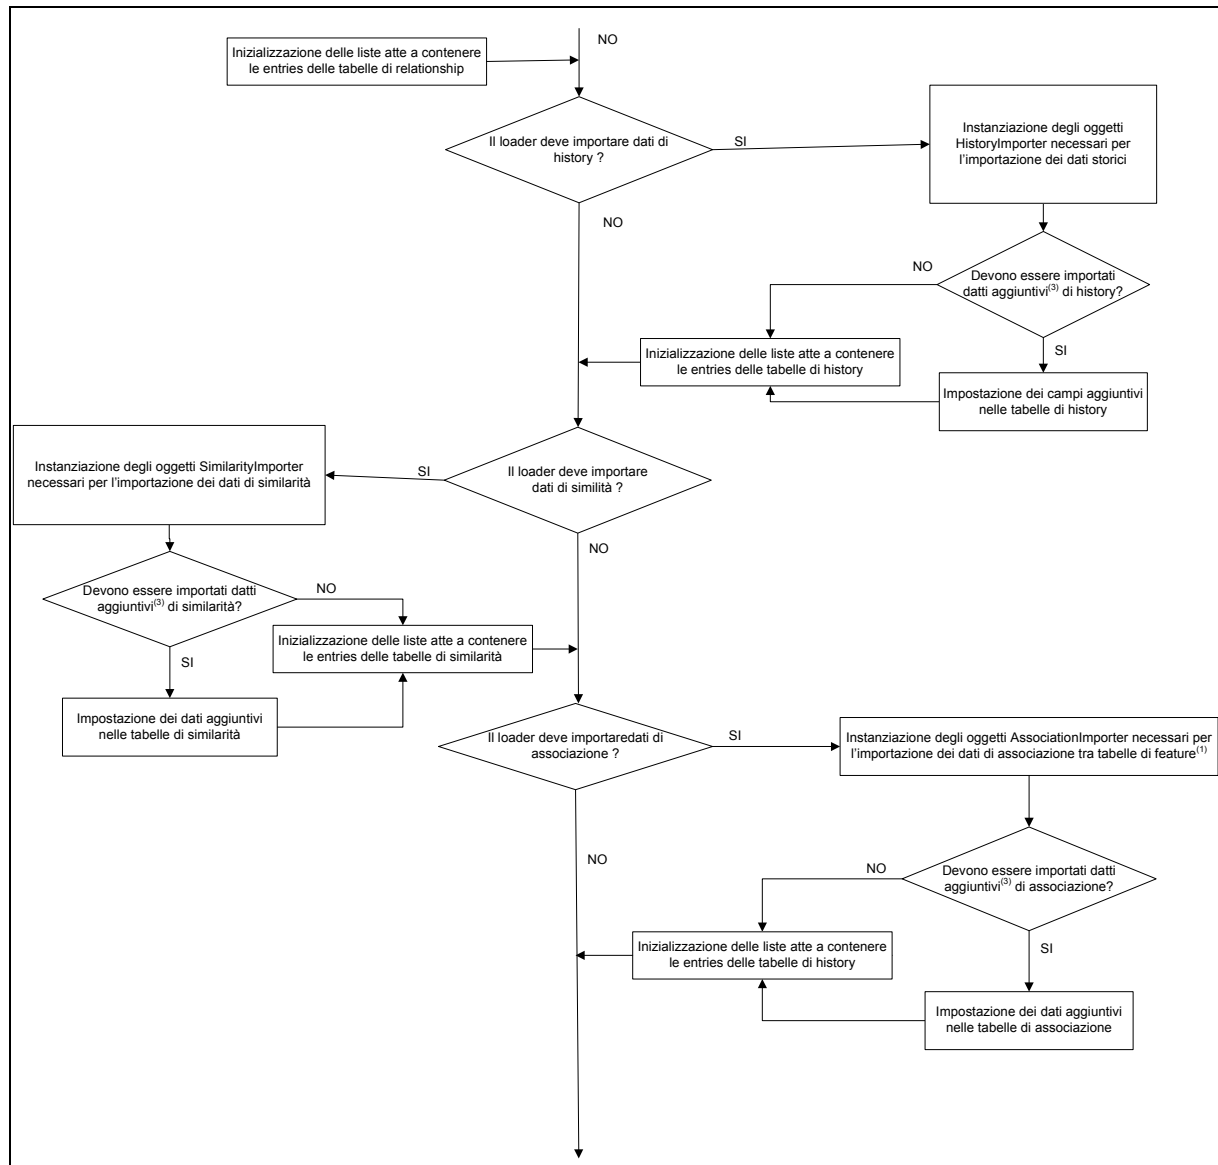 NO
Inizializzazione delle liste atte a contenere
le entries delle tabelle di relationship
Il loader deve importare dati di
history ?
SI
Instanziazione degli oggetti
HistoryImporter necessari per
l'importazione dei dati storici
NO
NO
Devono essere importati
datti aggiuntivi(3) di history?
Inizializzazione delle liste atte a contenere
le entries delle tabelle di history
SI
Impostazione dei campi aggiuntivi
nelle tabelle di history
Instanziazione degli oggetti SimilarityImporter
necessari per l'importazione dei dati di similarità
SI
Il loader deve importare
dati di similità ?
NO
Devono essere importati datti
aggiuntivi(3) di similarità?
NO
Inizializzazione delle liste atte a contenere
le entries delle tabelle di similarità
SI
Impostazione dei dati aggiuntivi
nelle tabelle di similarità
Il loader deve importaredati di
associazione ?
SI
Instanziazione degli oggetti AssociationImporter necessari per
l'importazione dei dati di associazione tra tabelle di feature(1)
NO
NO
Devono essere importati datti
aggiuntivi(3) di associazione?
Inizializzazione delle liste atte a contenere
le entries delle tabelle di history
SI
Impostazione dei dati aggiuntivi
nelle tabelle di associazione